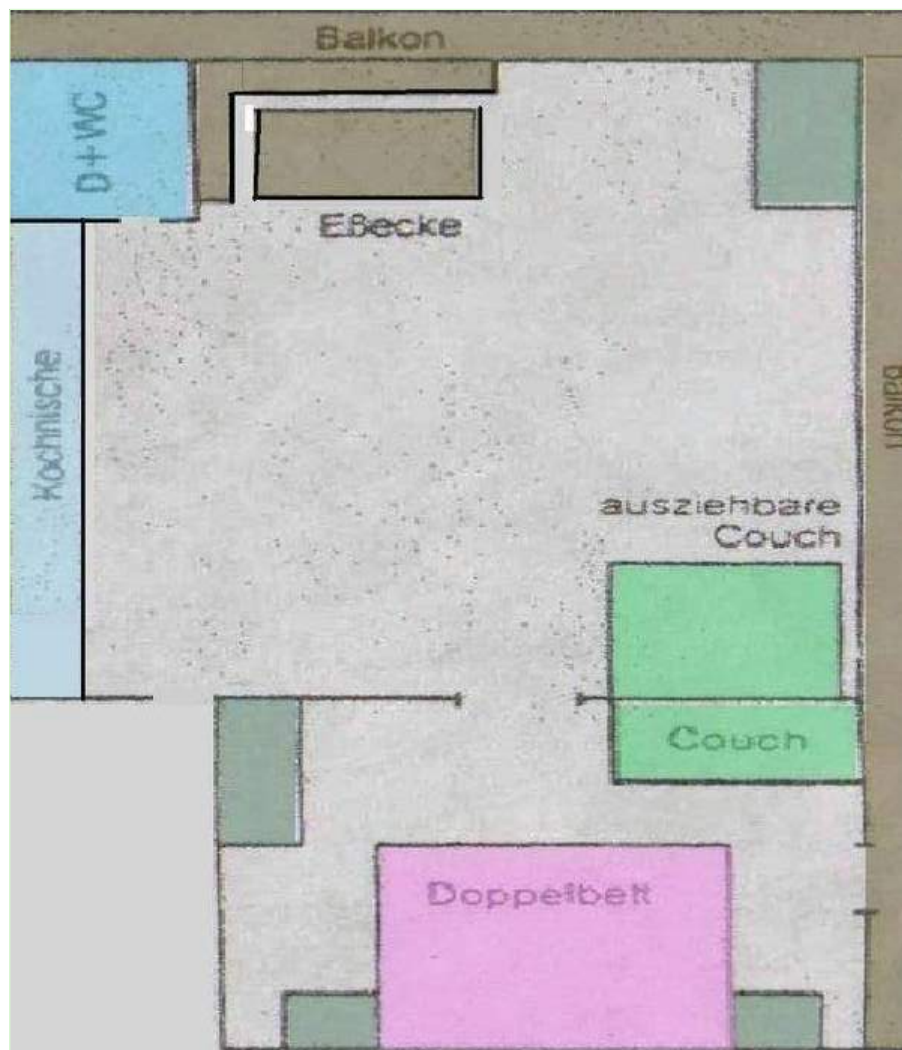 Balkon
D+WC
Eßecke
Kochnische
Balkon
ausziehbare
Couch
Couch
Doppelbett